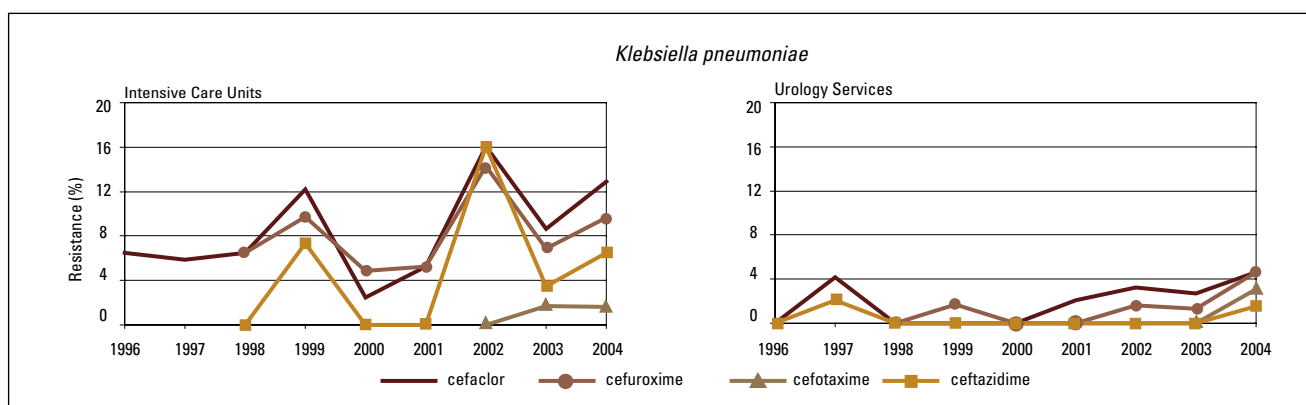 Klebsiella pneumoniae
Intensive Care Units
Resistance (%)
20
16
12
8
4
0
1996 1997 1998 1999 2000 2001 2002 2003 2004
Urology Services
20
16
12
8
4
0
1996 1997 1998 1999 2000 2001 2002 2003 2004
cefaclor cefuroxime cefotaxime ceftazidime